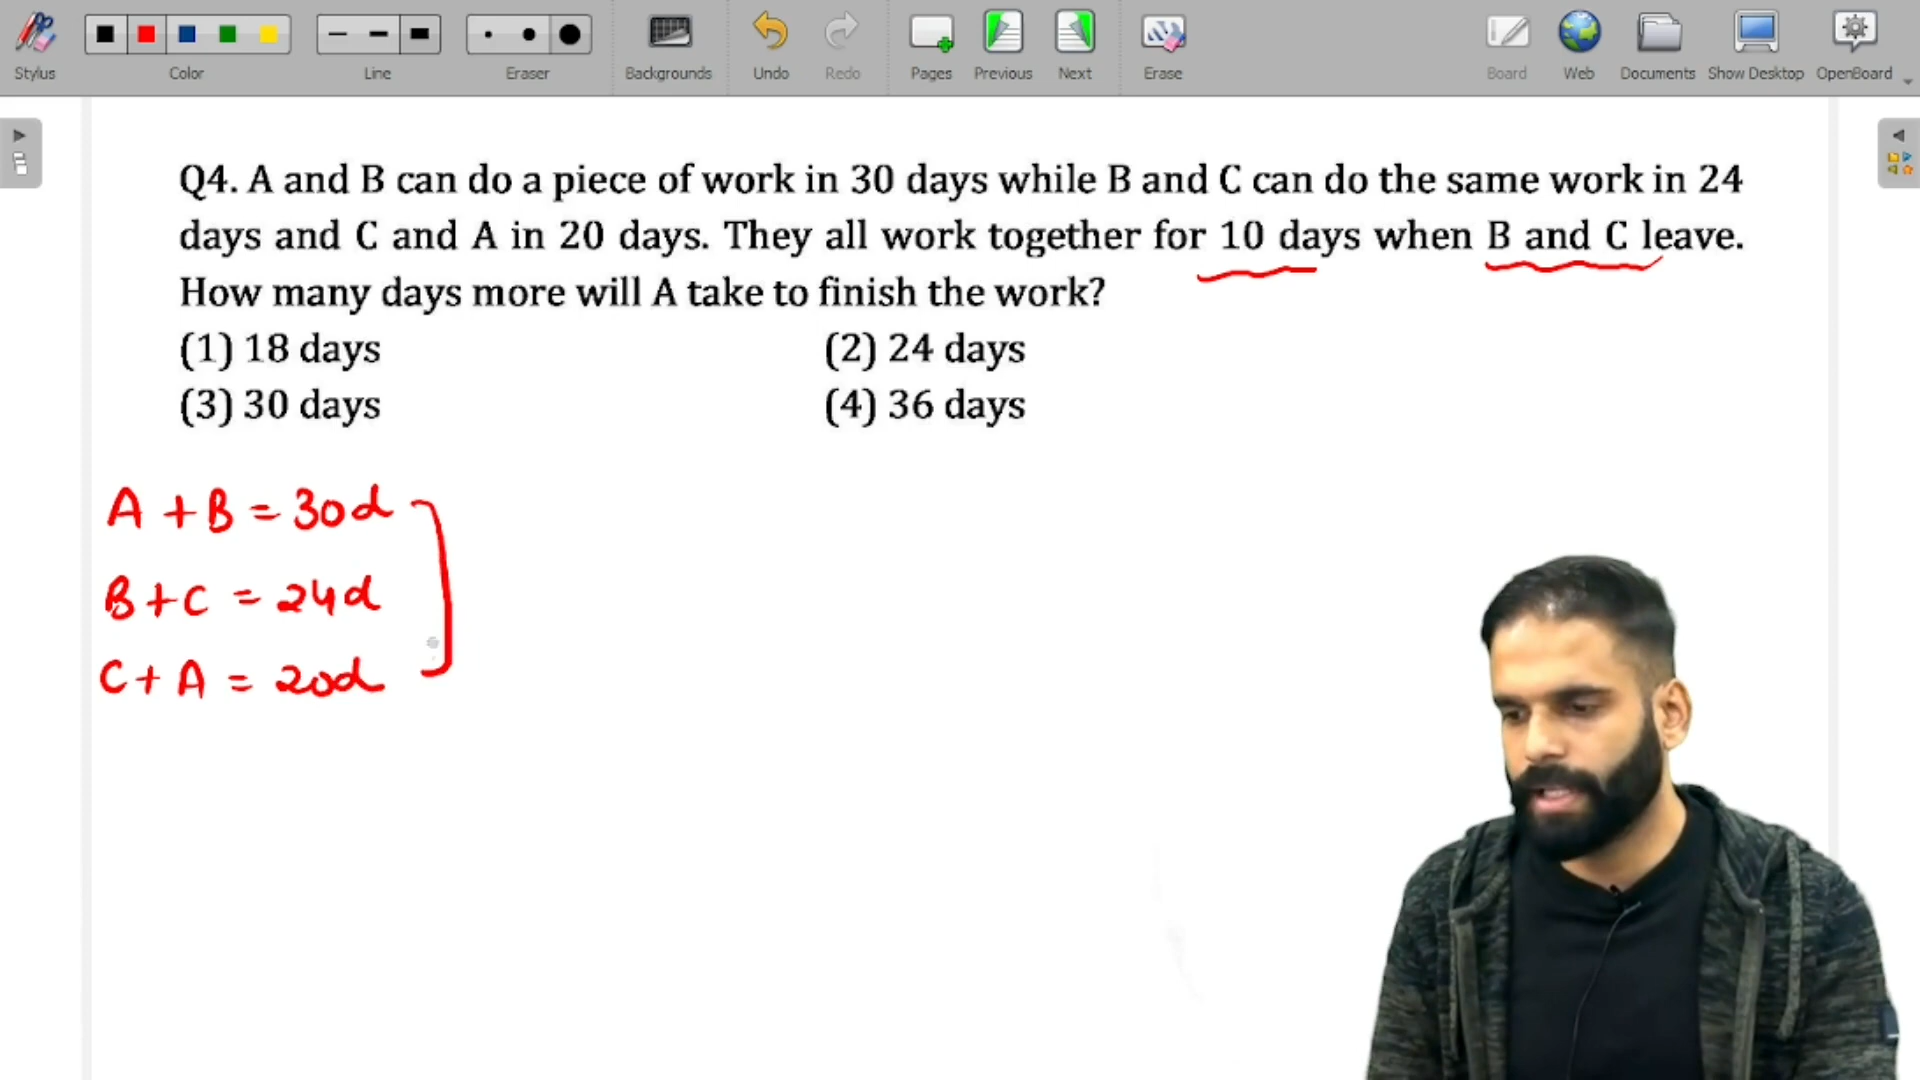 Stylus
Color
Line
Eraser
Backgrounds
Undo
Redo
Pages
Previous
Next
Erase
Board
Web
Documents
Show Desktop
OpenBoard
Q4. A and B can do a piece of work in 30 days while B and C can do the same work in 24
days and C and A in 20 days. They all work together for 10 days when B and C leave.
How many days more will A take to finish the work?
(1) 18 days
(2) 24 days
(3) 30 days
(4) 36 days
A + B = 30d
B + C = 24d
C + A = 20d